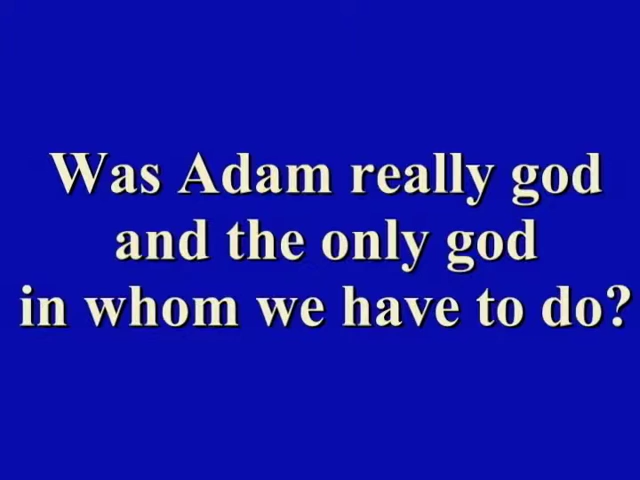 Was Adam really god
and the only god
in whom we have to do?